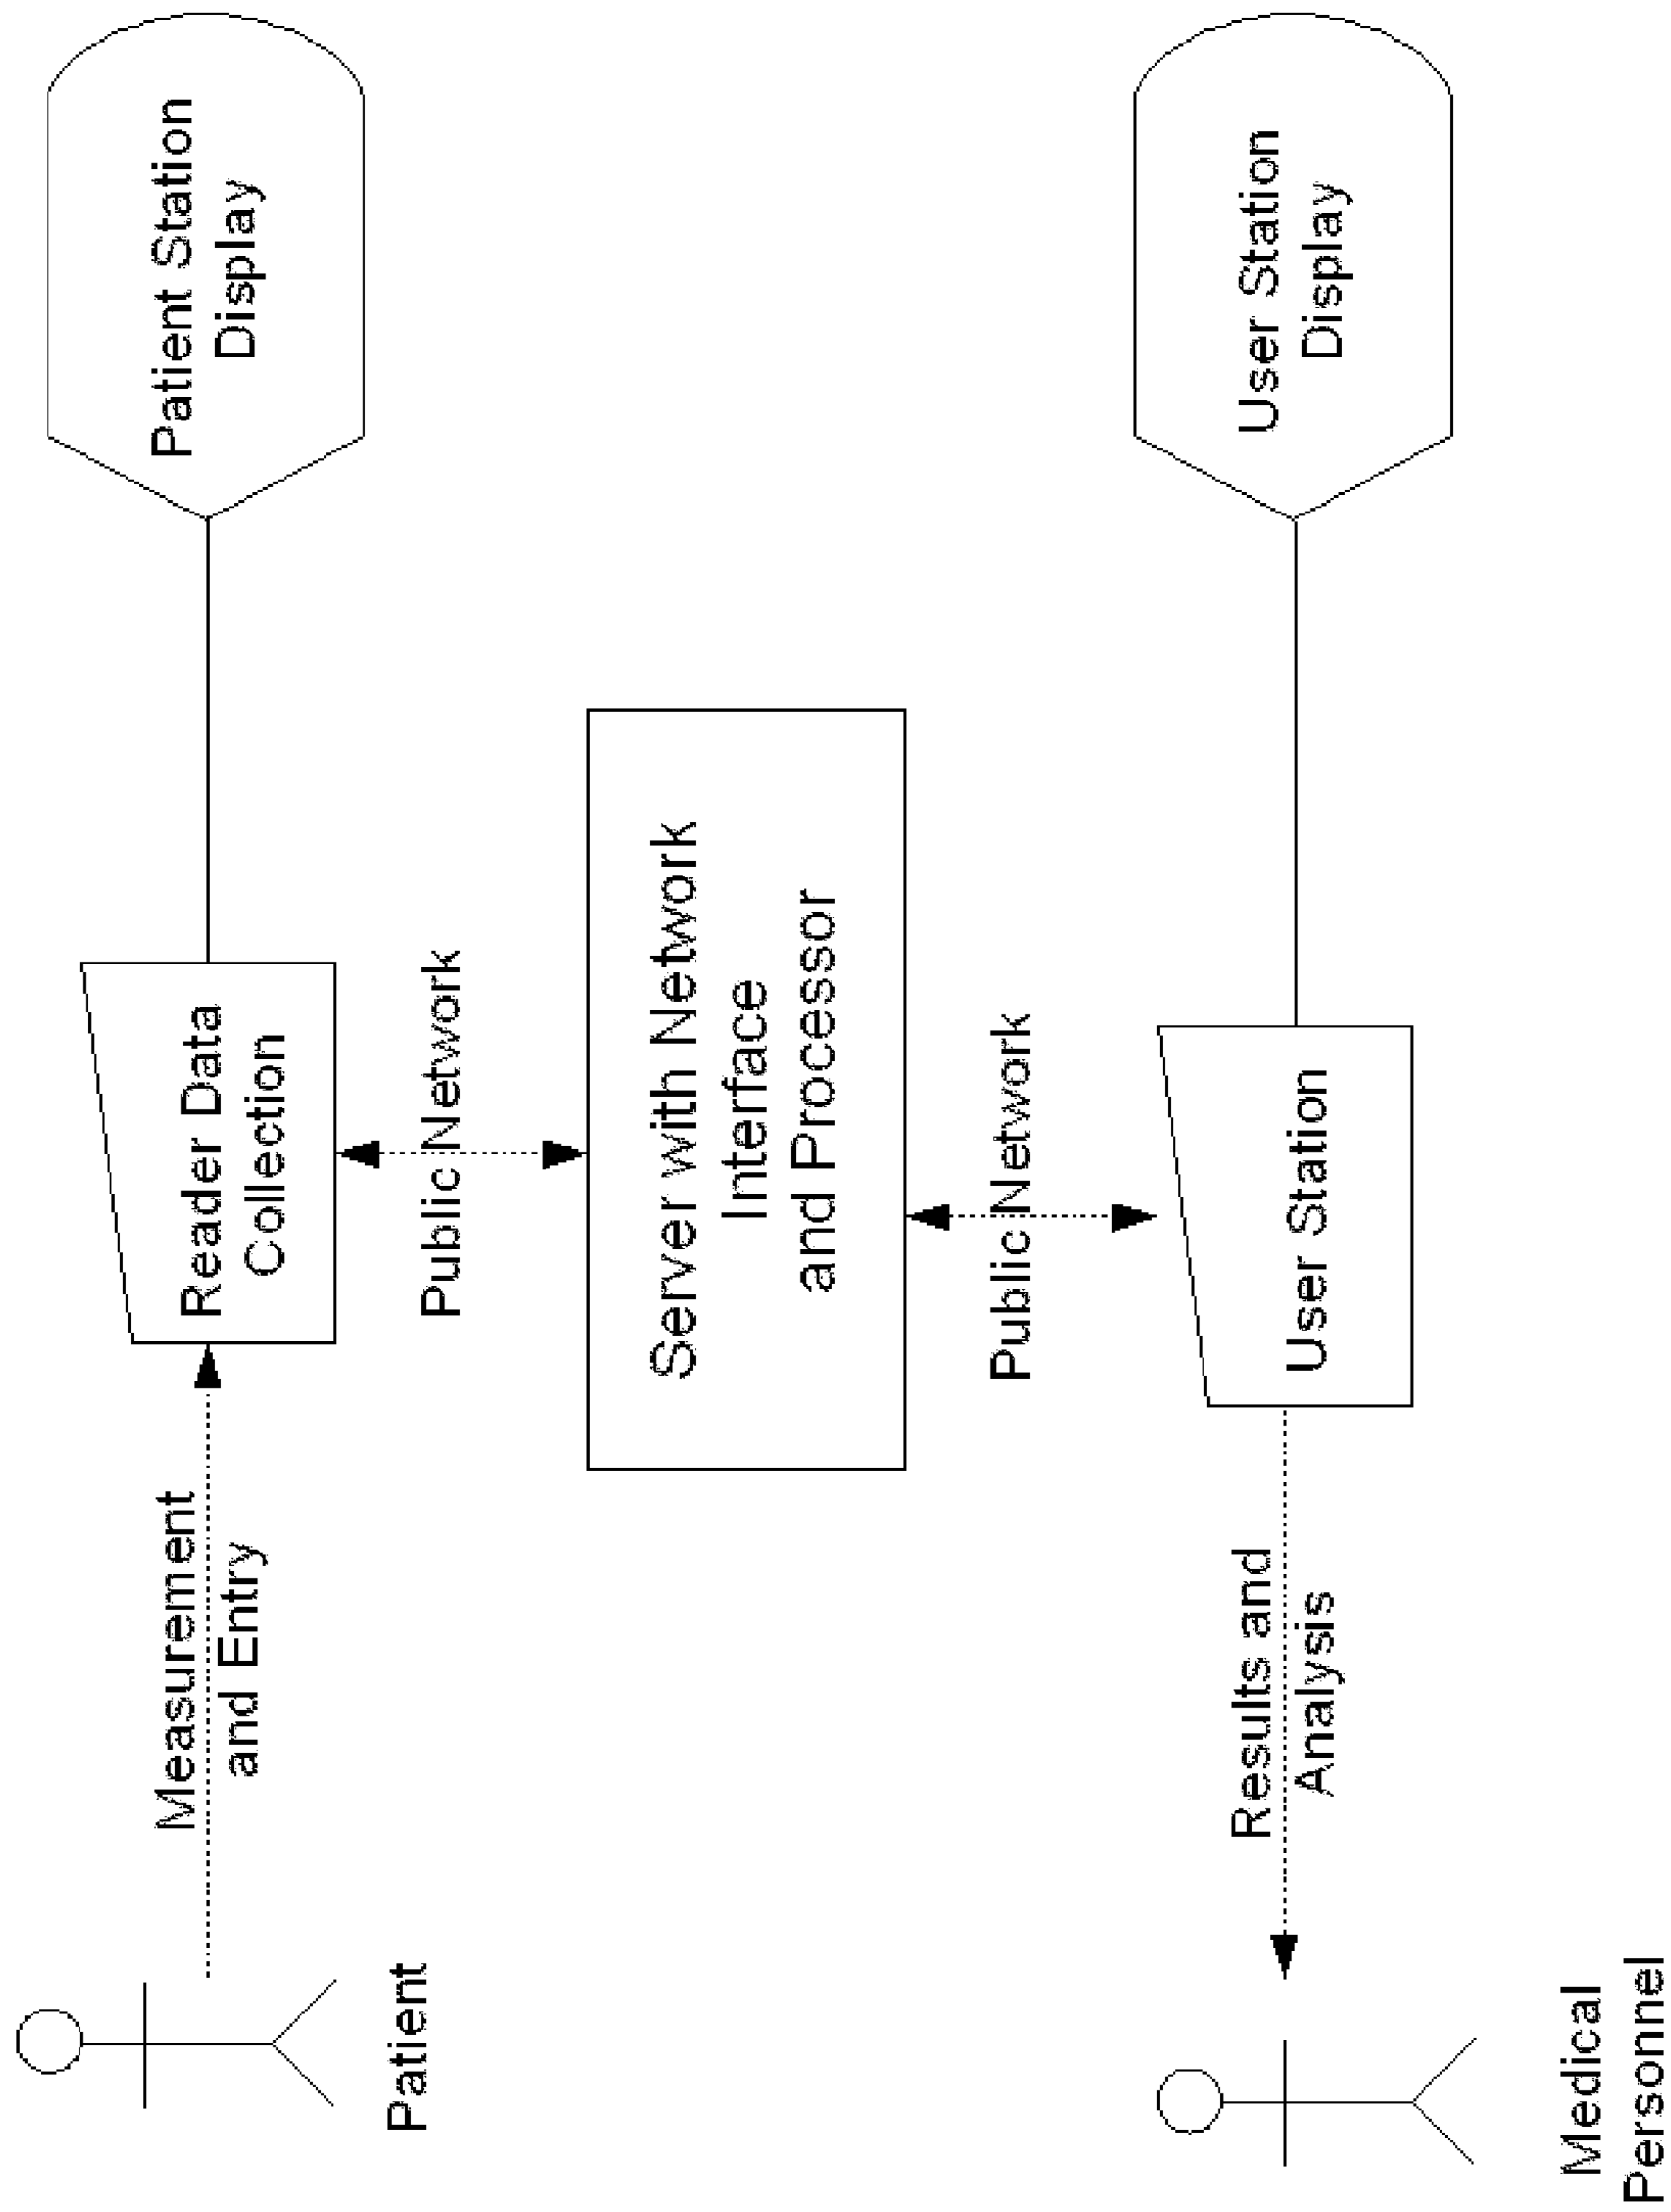 Patient
Measurement
and Entry
Reader Data
Collection
Patient Station
Display
Public Network
Server with Network
Interface
and Processor
Public Network
Medical
Personnel
Results and
Analysis
User Station
User Station
Display